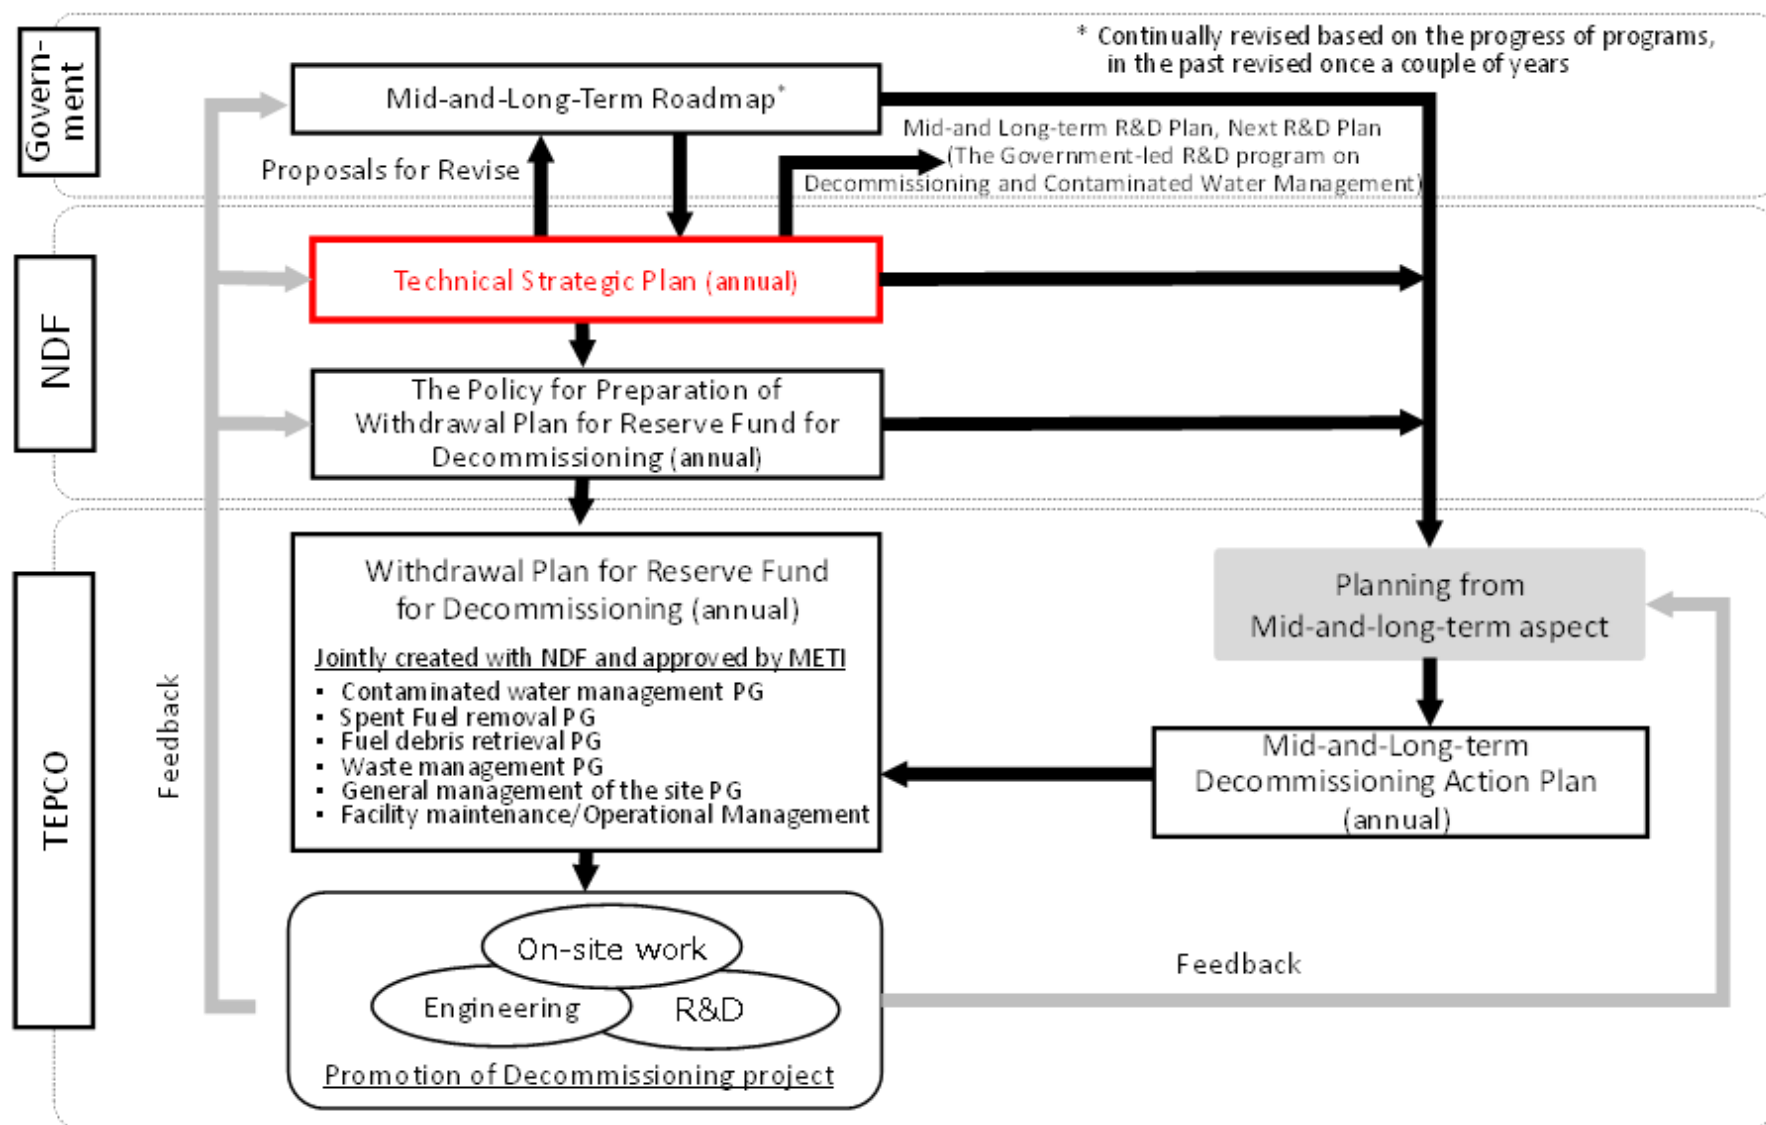 Govern-
ment
* Continually revised based on the progress of programs,
in the past revised once a couple of years
Mid-and-Long-Term Roadmap*
Proposals for Revise
Mid-and Long-term R&D Plan, Next R&D Plan
(The Government-led R&D program on
Decommissioning and Contaminated Water Management)
NDF
Technical Strategic Plan (annual)
The Policy for Preparation of
Withdrawal Plan for Reserve Fund for
Decommissioning (annual)
TEPCO
Feedback
Withdrawal Plan for Reserve Fund
for Decommissioning (annual)
Jointly created with NDF and approved by METI
▪ Contaminated water management PG
▪ Spent Fuel removal PG
▪ Fuel debris retrieval PG
▪ Waste management PG
▪ General management of the site PG
▪ Facility maintenance/Operational Management
Planning from
Mid-and-long-term aspect
Mid-and-Long-term
Decommissioning Action Plan
(annual)
On-site work
Engineering
R&D
Promotion of Decommissioning project
Feedback